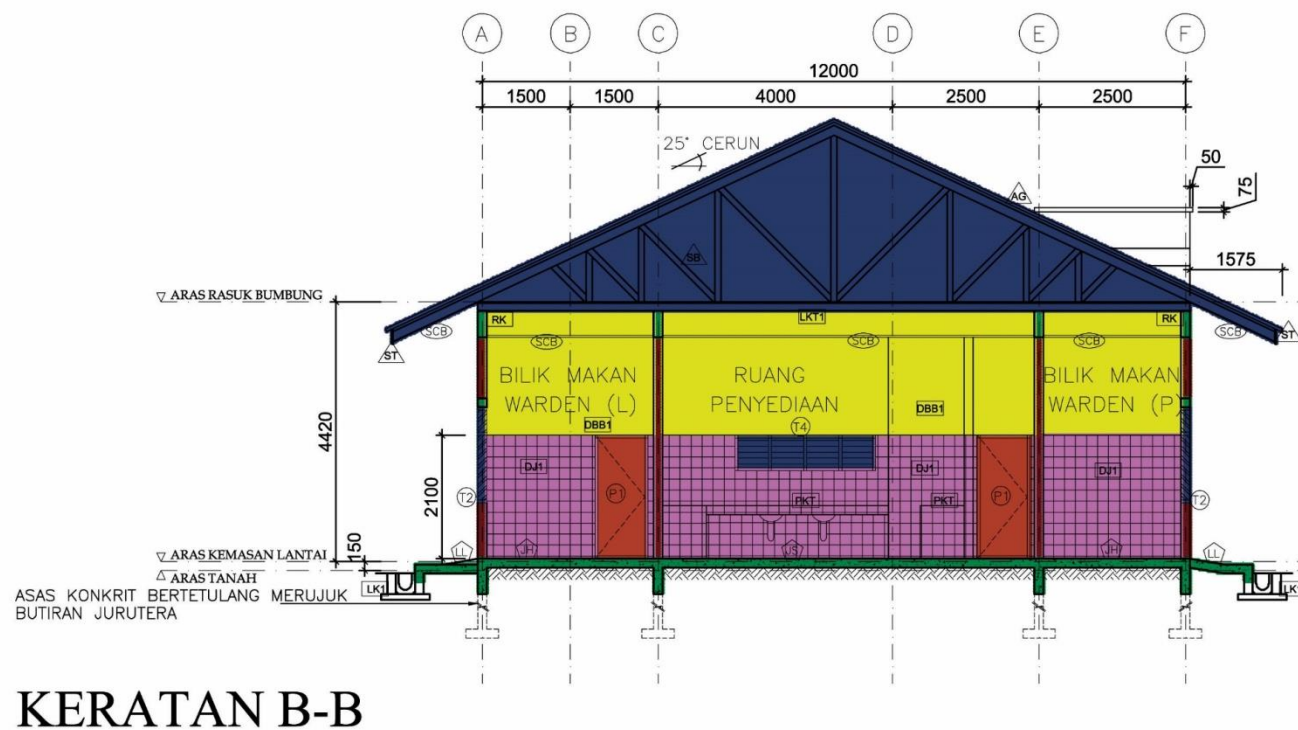 A B C D E F
12000
1500 1500 4000 2500 2500
25° CERUN
50
75
AG
SB
1575
ARAS RASUK BUMBUNG
RK LKT1 RK
SCB SCB SCB SCB SCB
ST ST
BILIK MAKAN
WARDEN (L)
RUANG
PENYEDIAAN
BILIK MAKAN
WARDEN (P)
DBB1 DBB1
T4
4420
2100
150
DJ1 DJ1 DJ1
T2 P1 PKT PKT P1 T2
ARAS KEMASAN LANTAI
LL JH JS JH LL
ARAS TANAH
LK1 LK1
ASAS KONKRIT BERTETULANG MERUJUK
BUTIRAN JURUTERA
KERATAN B-B